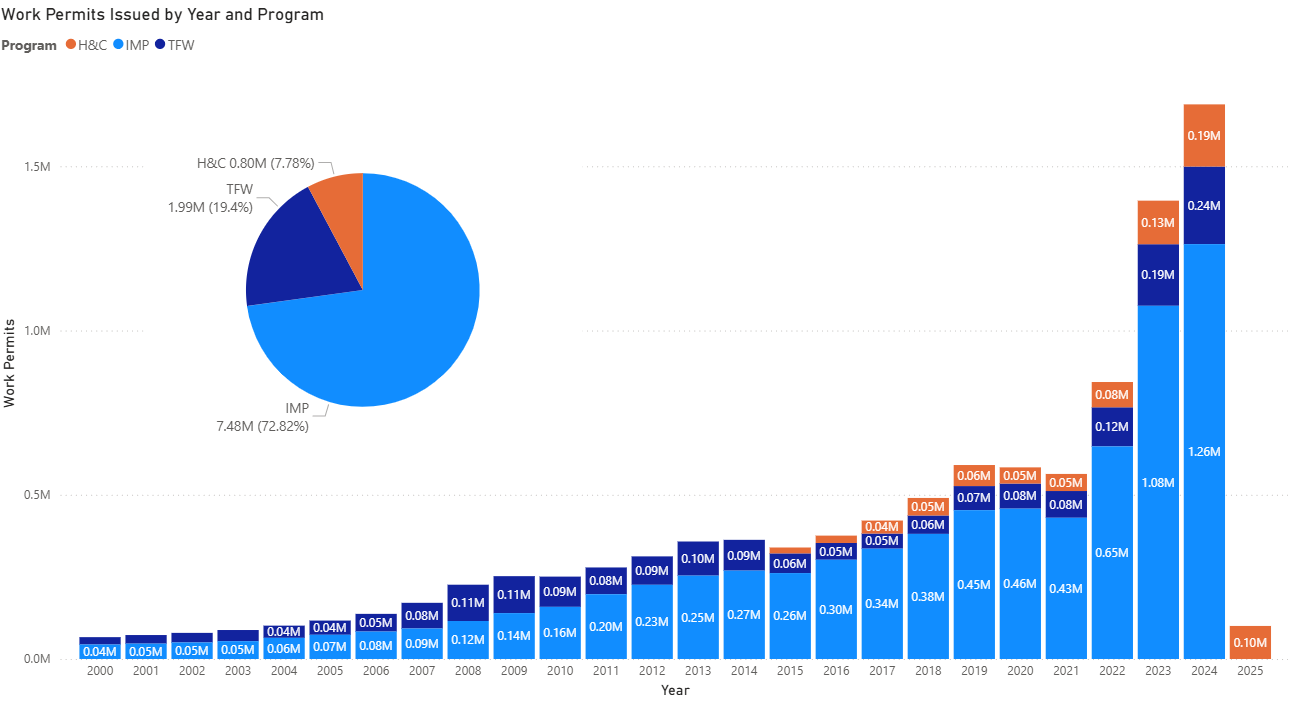 Work Permits Issued by Year and Program
Program H&C IMP TFW
1.5M
1.0M
0.5M
0.0M
Work Permits
H&C 0.80M (7.78%)
TFW
1.99M (19.4%)
IMP
7.48M (72.82%)
0.04M
0.05M
0.05M
0.05M
0.04M
0.06M
0.04M
0.07M
0.05M
0.08M
0.08M
0.09M
0.11M
0.12M
0.11M
0.14M
0.09M
0.16M
0.08M
0.20M
0.09M
0.23M
0.10M
0.25M
0.09M
0.27M
0.06M
0.26M
0.05M
0.30M
0.04M
0.05M
0.34M
0.05M
0.06M
0.38M
0.06M
0.07M
0.45M
0.05M
0.08M
0.46M
0.05M
0.08M
0.43M
0.08M
0.12M
0.65M
0.13M
0.19M
1.08M
0.19M
0.24M
1.26M
0.10M
2000 2001 2002 2003 2004 2005 2006 2007 2008 2009 2010 2011 2012 2013 2014 2015 2016 2017 2018 2019 2020 2021 2022 2023 2024 2025
Year